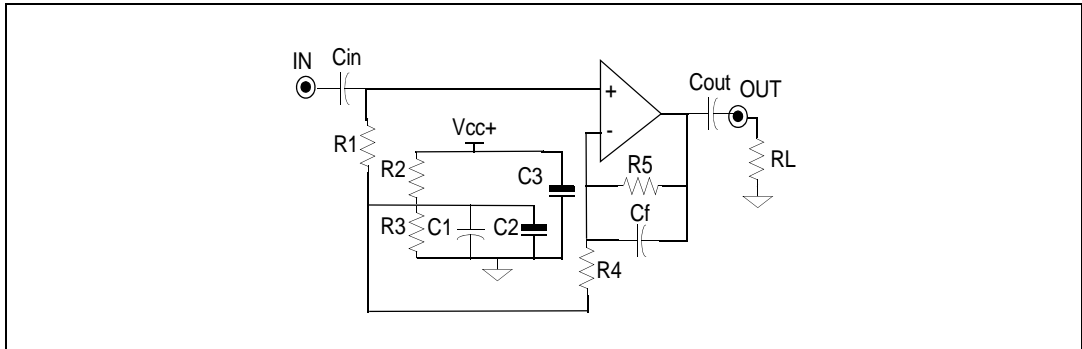 IN
Cin
Cout
OUT
+
-
Vcc+
R1
R2
C3
R5
RL
R3
C1
C2
Cf
R4